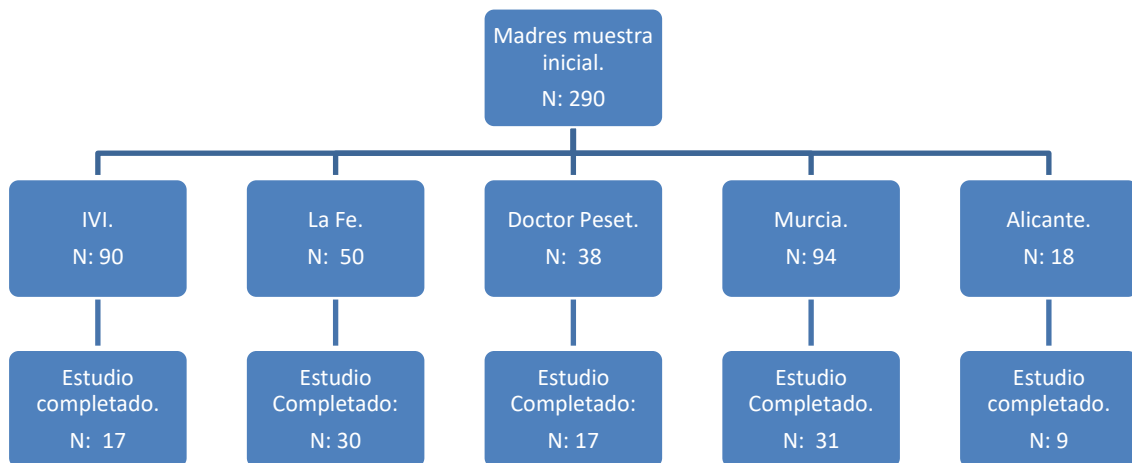 Madres muestra
inicial.
N: 290
IVI.
N: 90
La Fe.
N: 50
Doctor Peset.
N: 38
Murcia.
N: 94
Alicante.
N: 18
Estudio
completado.
N: 17
Estudio
Completado:
N: 30
Estudio
Completado:
N: 17
Estudio
Completado.
N: 31
Estudio
completado.
N: 9